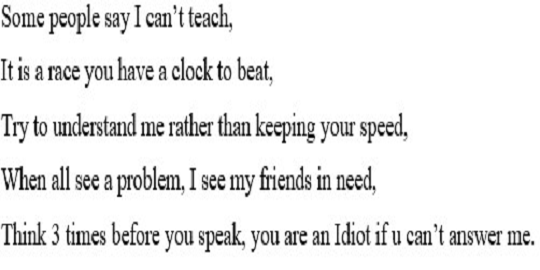 Some people say I can't teach,
It is a race you have a clock to beat,
Try to understand me rather than keeping your speed,
When all see a problem, I see my friends in need,
Think 3 times before you speak, you are an Idiot if u can't answer me.